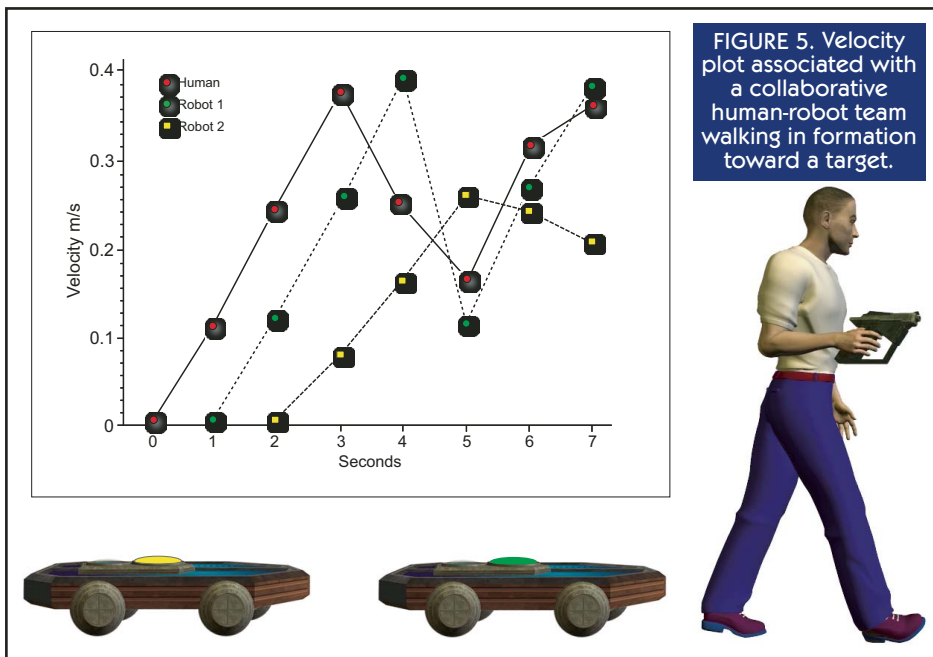 FIGURE 5. Velocity
plot associated with
a collaborative
human-robot team
walking in formation
toward a target.
0.4
0.3
0.2
0.1
0
Velocity m/s
Human
Robot 1
Robot 2
0 1 2 3 4 5 6 7
Seconds